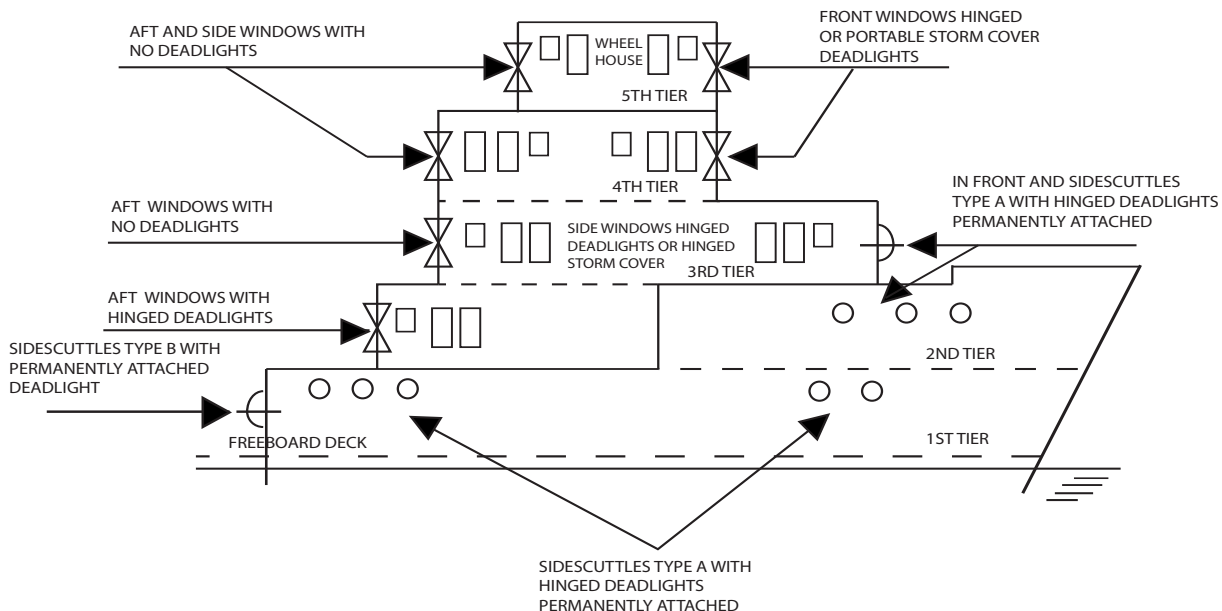 AFT AND SIDE WINDOWS WITH
NO DEADLIGHTS
FRONT WINDOWS HINGED
OR PORTABLE STORM COVER
DEADLIGHTS
WHEEL
HOUSE
5TH TIER
4TH TIER
IN FRONT AND SIDESCUTTLES
TYPE A WITH HINGED DEADLIGHTS
PERMANENTLY ATTACHED
AFT WINDOWS WITH
NO DEADLIGHTS
SIDE WINDOWS HINGED
DEADLIGHTS OR HINGED
STORM COVER
3RD TIER
AFT WINDOWS WITH
HINGED DEADLIGHTS
SIDESCUTTLES TYPE B WITH
PERMANENTLY ATTACHED
DEADLIGHT
2ND TIER
FREEBOARD DECK
1ST TIER
SIDESCUTTLES TYPE A WITH
HINGED DEADLIGHTS
PERMANENTLY ATTACHED